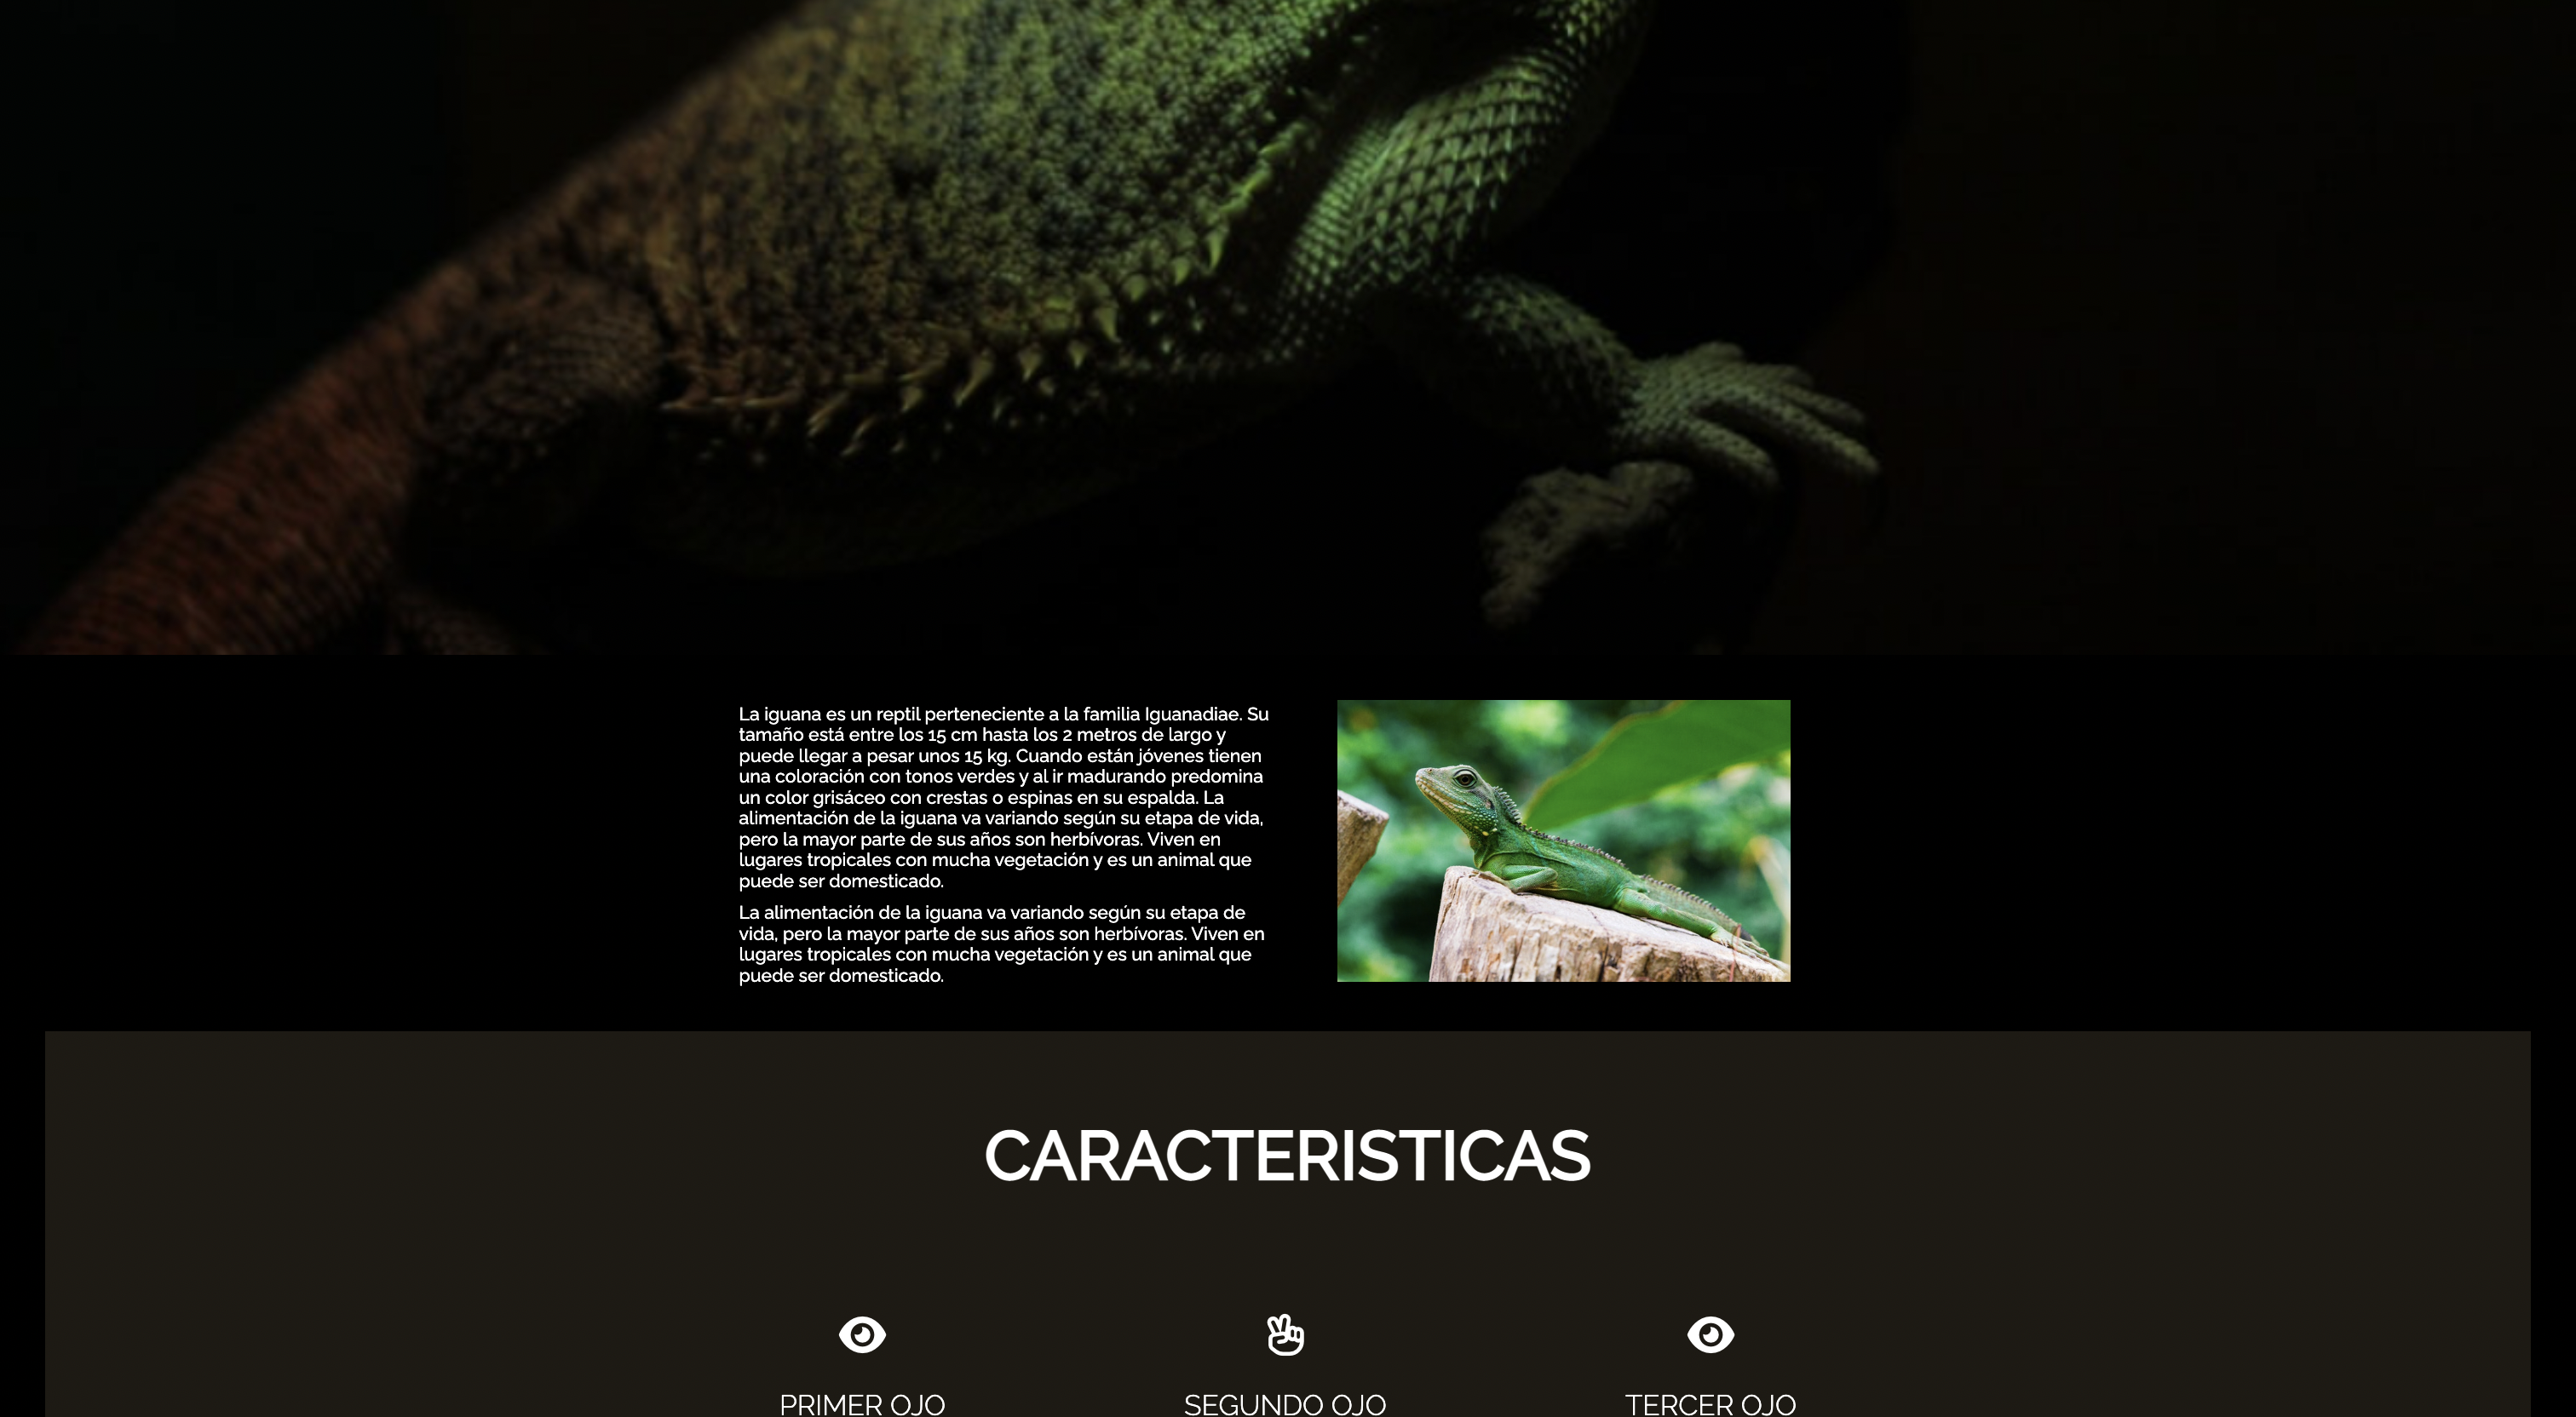 La iguana es un reptil perteneciente a la familia Iguanadiae. Su
tamaño está entre los 15 cm hasta los 2 metros de largo y
puede llegar a pesar unos 15 kg. Cuando están jóvenes tienen
una coloración con tonos verdes y al ir madurando predomina
un color grisáceo con crestas o espinas en su espalda. La
alimentación de la iguana va variando según su etapa de vida,
pero la mayor parte de sus años son herbívoras. Viven en
lugares tropicales con mucha vegetación y es un animal que
puede ser domesticado.
La alimentación de la iguana va variando según su etapa de
vida, pero la mayor parte de sus años son herbívoras. Viven en
lugares tropicales con mucha vegetación y es un animal que
puede ser domesticado.
CARACTERISTICAS
PRIMER OJO
SEGUNDO OJO
TERCER OJO